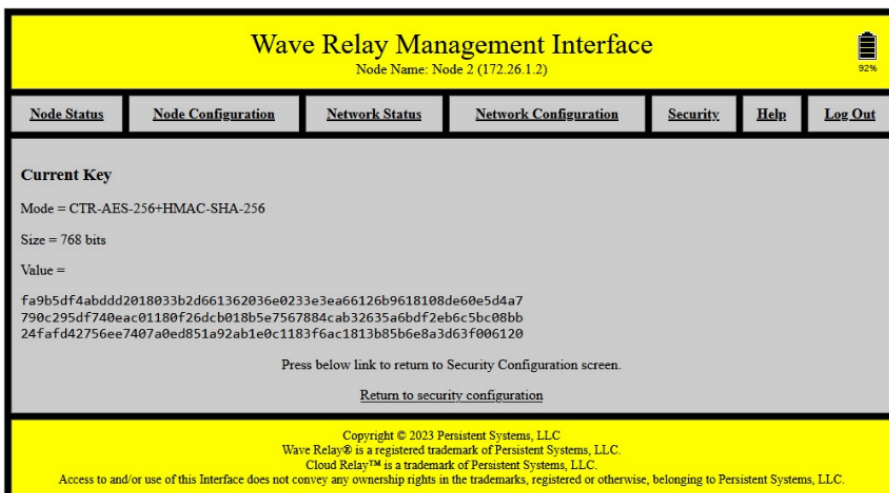 Wave Relay Management Interface
Node Name: Node 2 (172.26.1.2)
92%
Node Status Node Configuration Network Status Network Configuration Security Help Log Out
Current Key
Mode = CTR-AES-256+HMAC-SHA-256
Size = 768 bits
Value =
fa9b5df4abddd2018033b2d661362036e0233e3ea66126b9618108de60e5d4a7
790c295df740eac01180f26dcb018b5e7567884cab32635a6bdf2eb6c5bc08bb
24fafd42756ee7407a0ed851a92ab1e0c1183f6ac1813b85b6e8a3d63f006120
Press below link to return to Security Configuration screen.
Return to security configuration
Copyright © 2023 Persistent Systems, LLC
Wave Relay® is a registered trademark of Persistent Systems, LLC.
Cloud Relay™ is a trademark of Persistent Systems, LLC.
Access to and/or use of this Interface does not convey any ownership rights in the trademarks, registered or otherwise, belonging to Persistent Systems, LLC.